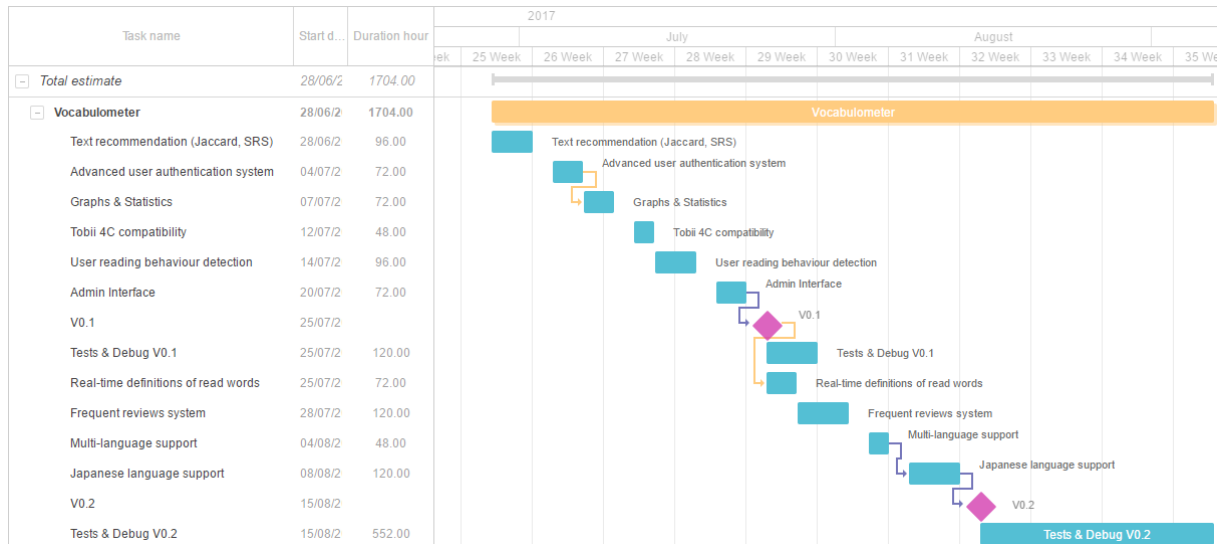 2017
Task name Start d... Duration hour July August
ek 25 Week 26 Week 27 Week 28 Week 29 Week 30 Week 31 Week 32 Week 33 Week 34 Week 35 We
Total estimate 28/06/2 1704.00
Vocabulometer 28/06/2 1704.00 Vocabulometer
Text recommendation (Jaccard, SRS) 28/06/2 96.00 Text recommendation (Jaccard, SRS)
Advanced user authentication system 04/07/2 72.00 Advanced user authentication system
Graphs & Statistics 07/07/2 72.00 Graphs & Statistics
Tobii 4C compatibility 12/07/2 48.00 Tobii 4C compatibility
User reading behaviour detection 14/07/2 96.00 User reading behaviour detection
Admin Interface 20/07/2 72.00 Admin Interface
V0.1 25/07/2 V0.1
Tests & Debug V0.1 25/07/2 120.00 Tests & Debug V0.1
Real-time definitions of read words 25/07/2 72.00 Real-time definitions of read words
Frequent reviews system 28/07/2 120.00 Frequent reviews system
Multi-language support 04/08/2 48.00 Multi-language support
Japanese language support 08/08/2 120.00 Japanese language support
V0.2 15/08/2 V0.2
Tests & Debug V0.2 15/08/2 552.00 Tests & Debug V0.2